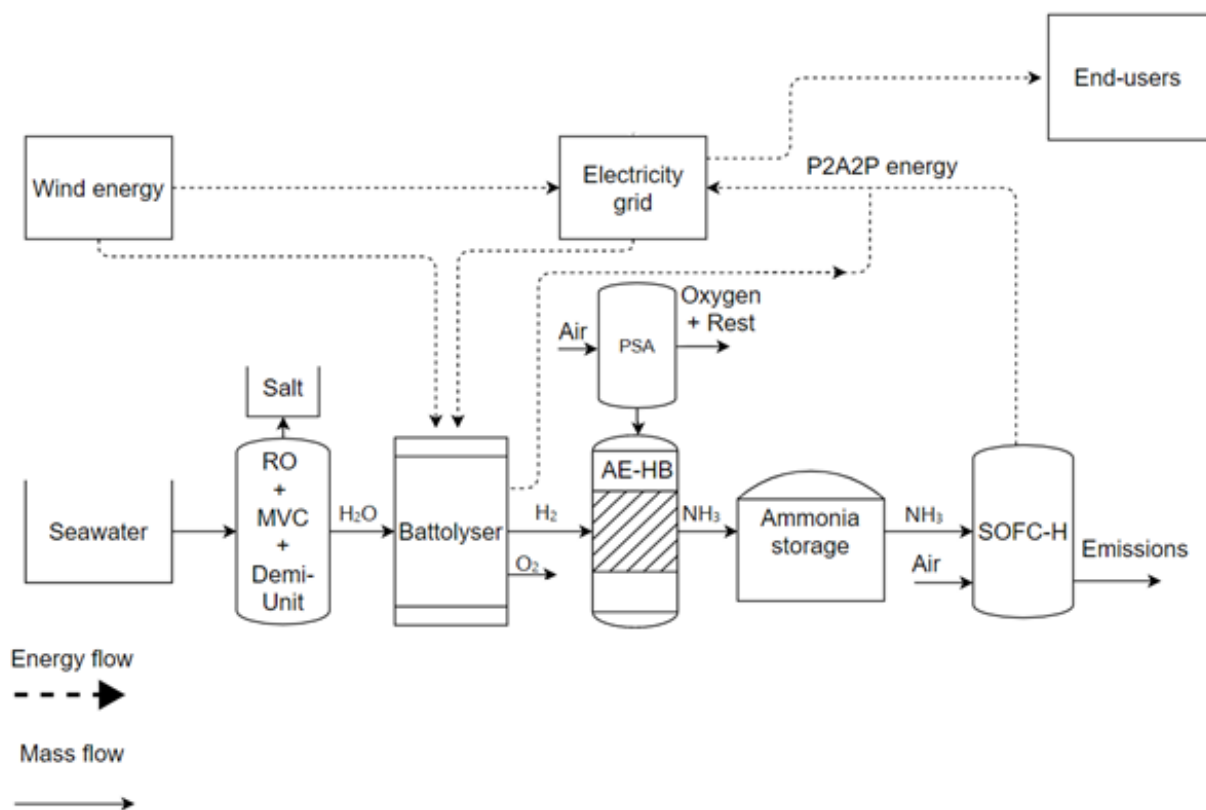 End-users
Wind energy
Electricity
grid
P2A2P energy
Oxygen
+ Rest
Air
PSA
Salt
RO
+
MVC
+
Demi-
Unit
Seawater
H₂O
Battolyser
H₂
O₂
AE-HB
NH₃
Ammonia
storage
NH₃
Air
SOFC-H
Emissions
Energy flow
Mass flow